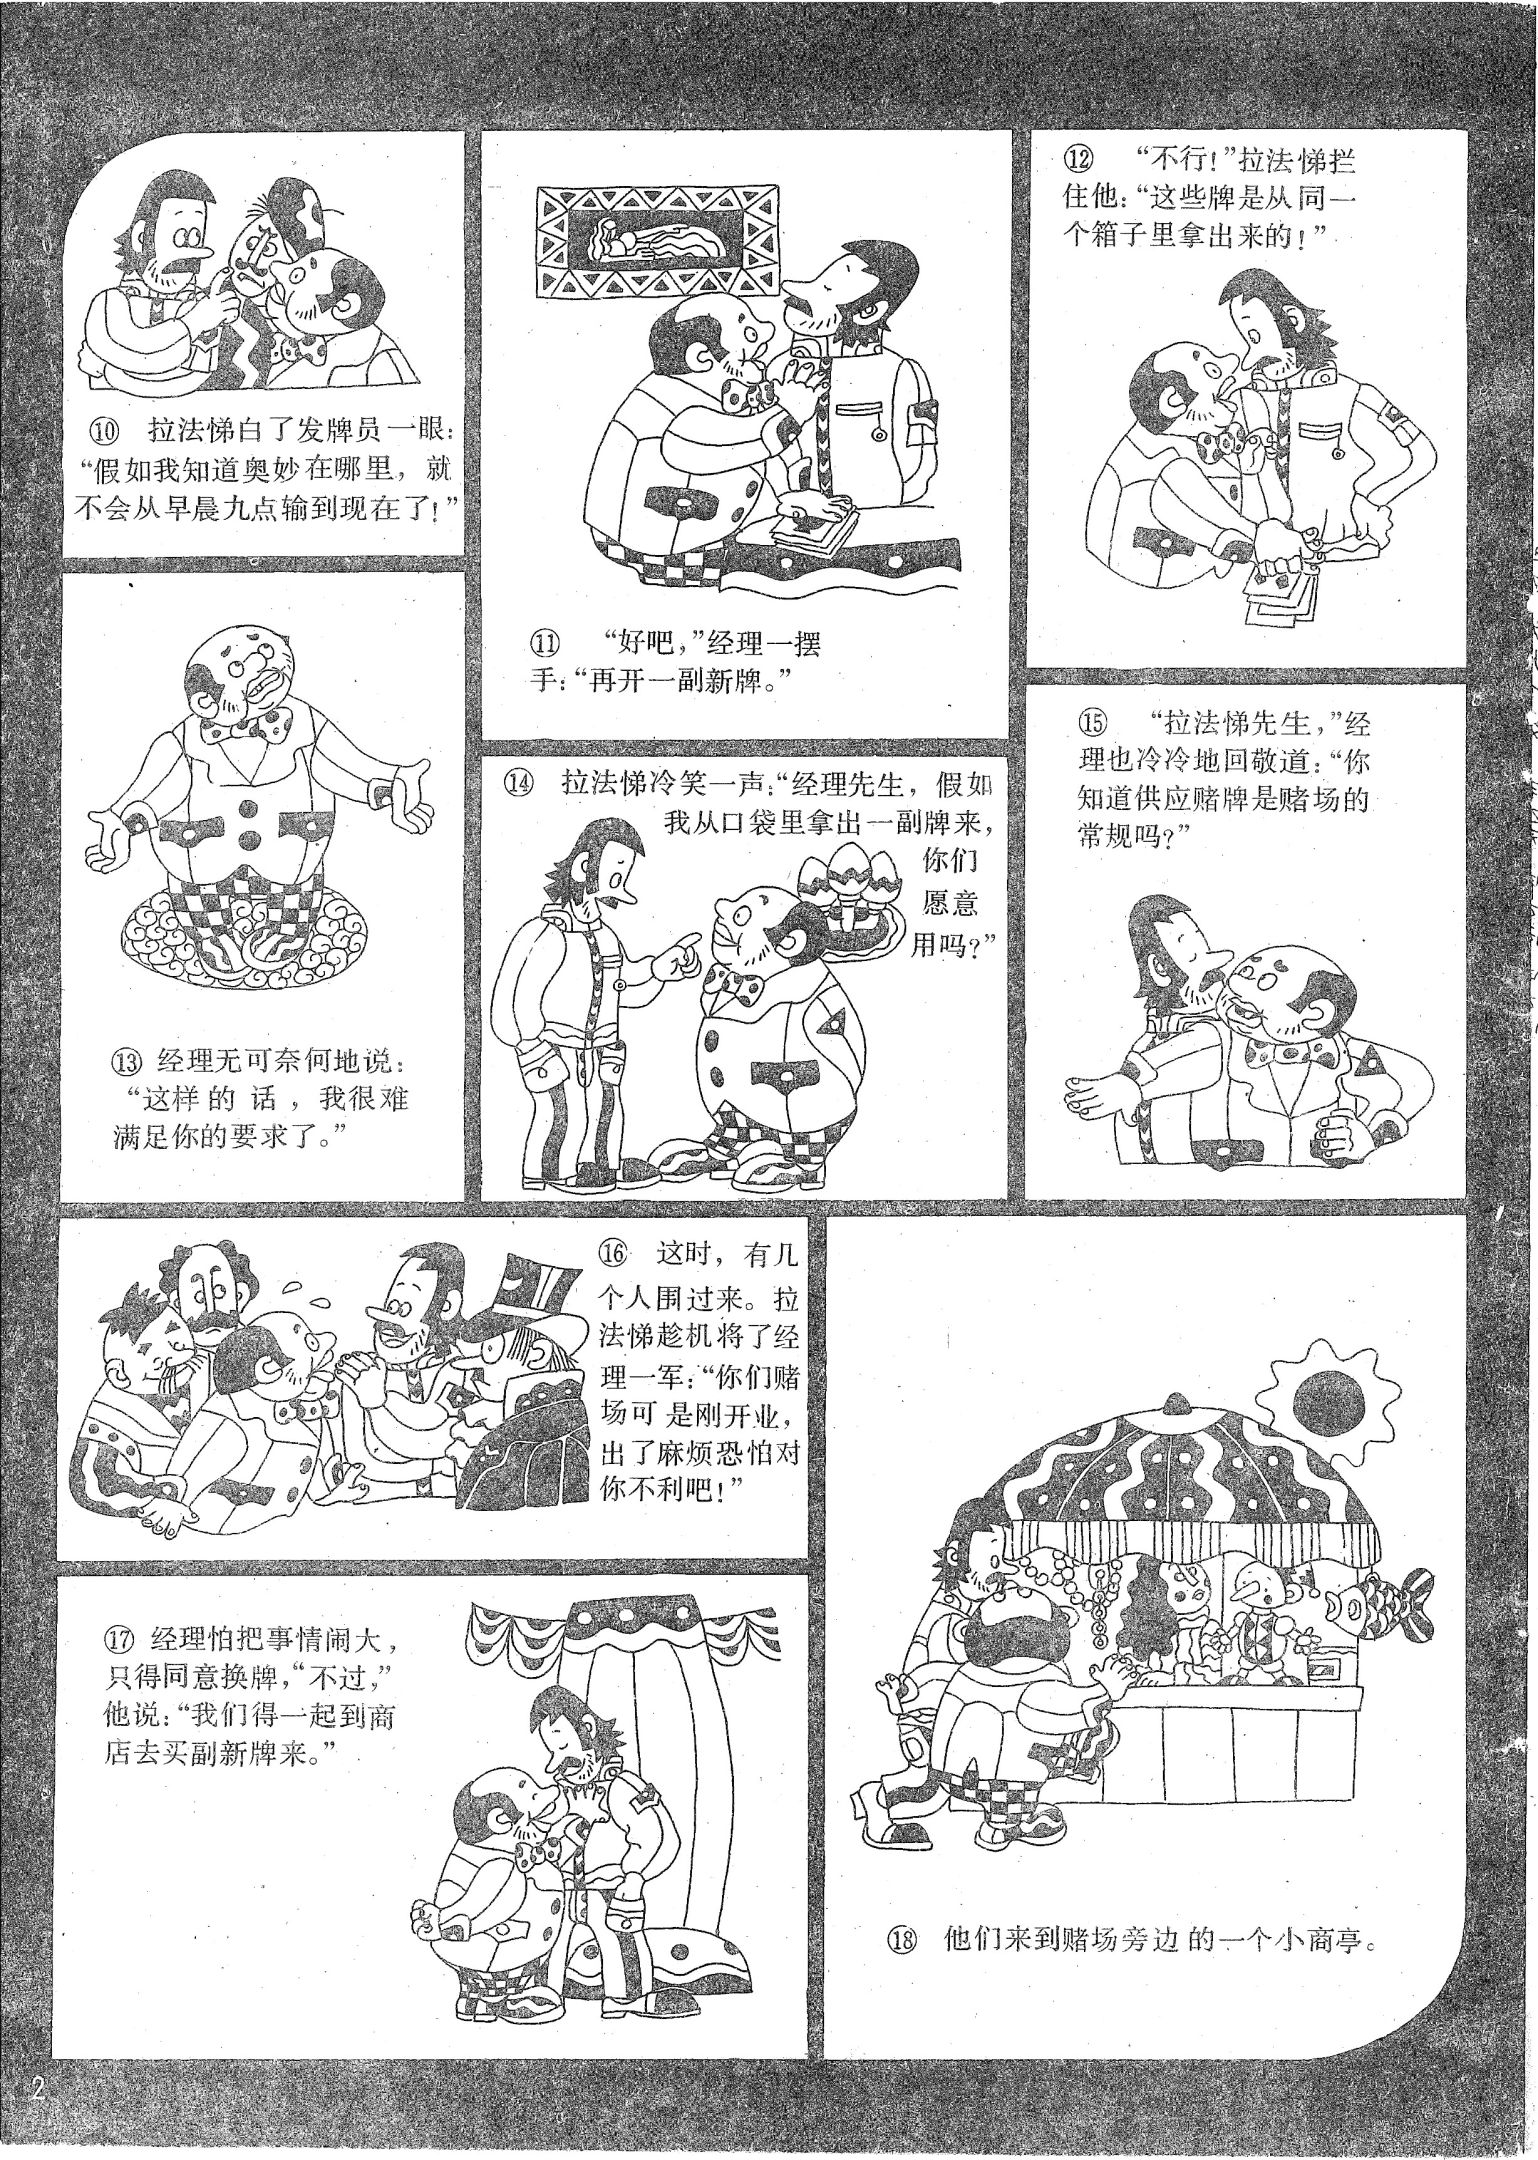 ⑩ 拉法悌白了发牌员一眼：
“假如我知道奥妙在哪里，就
不会从早晨九点输到现在了！”
⑪ “好吧，”经理一摆
手：“再开一副新牌。”
⑫ “不行！”拉法悌拦
住他：“这些牌是从同一
个箱子里拿出来的！”
⑬ 经理无可奈何地说：
“这样的话，我很难
满足你的要求了。”
⑭ 拉法悌冷笑一声：“经理先生，假如
我从口袋里拿出一副牌来，
你们
愿意
用吗？”
⑮ “拉法悌先生，”经
理也冷冷地回敬道：“你
知道供应赌牌是赌场的
常规吗？”
⑯ 这时，有几
个人围过来。拉
法悌趁机将了经
理一军：“你们赌
场可是刚开业，
出了麻烦恐怕对
你不利吧！”
⑰ 经理怕把事情闹大，
只得同意换牌，“不过，”
他说：“我们得一起到商
店去买副新牌来。”
⑱ 他们来到赌场旁边的一个小商亭。
2